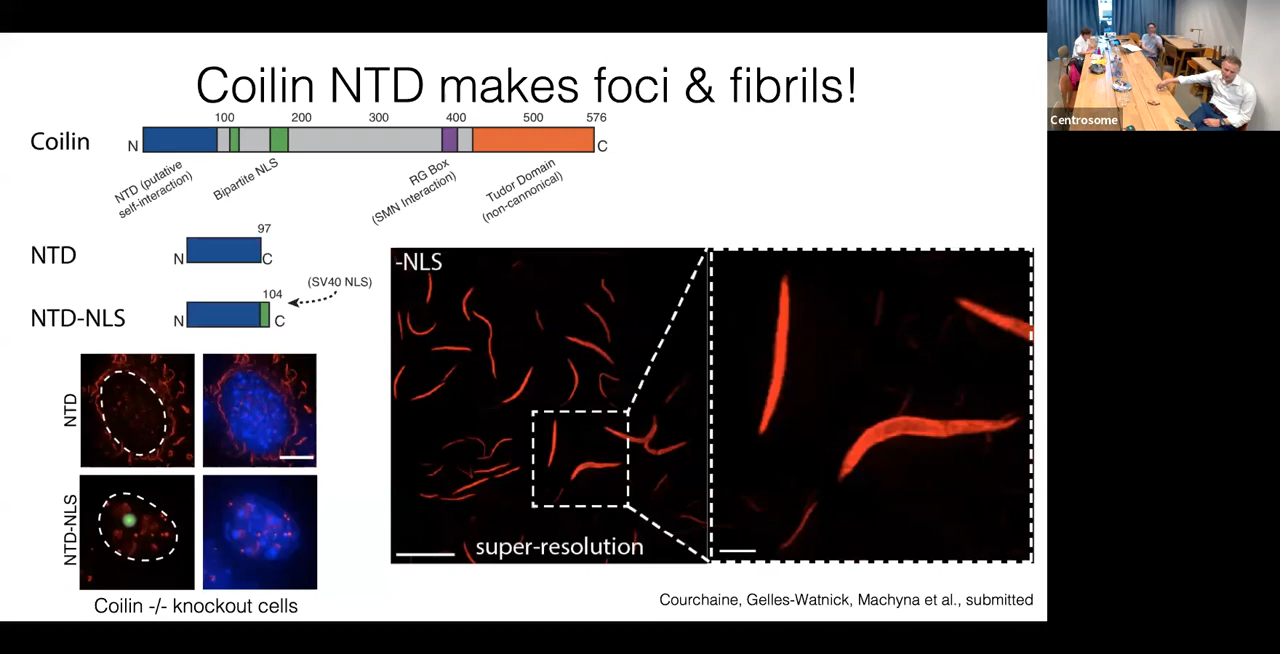 Coilin NTD makes foci & fibrils!
Coilin
N
100
200
300
400
500
576
C
NTD (putative
self-interaction)
Bipartite NLS
RG Box
(SMN Interaction)
Tudor Domain
(non-canonical)
NTD
N
97
C
NTD-NLS
N
104
C
(SV40 NLS)
NTD
NTD-NLS
Coilin -/- knockout cells
-NLS
super-resolution
Courchaine, Gelles-Watnick, Machyna et al., submitted
Centrosome